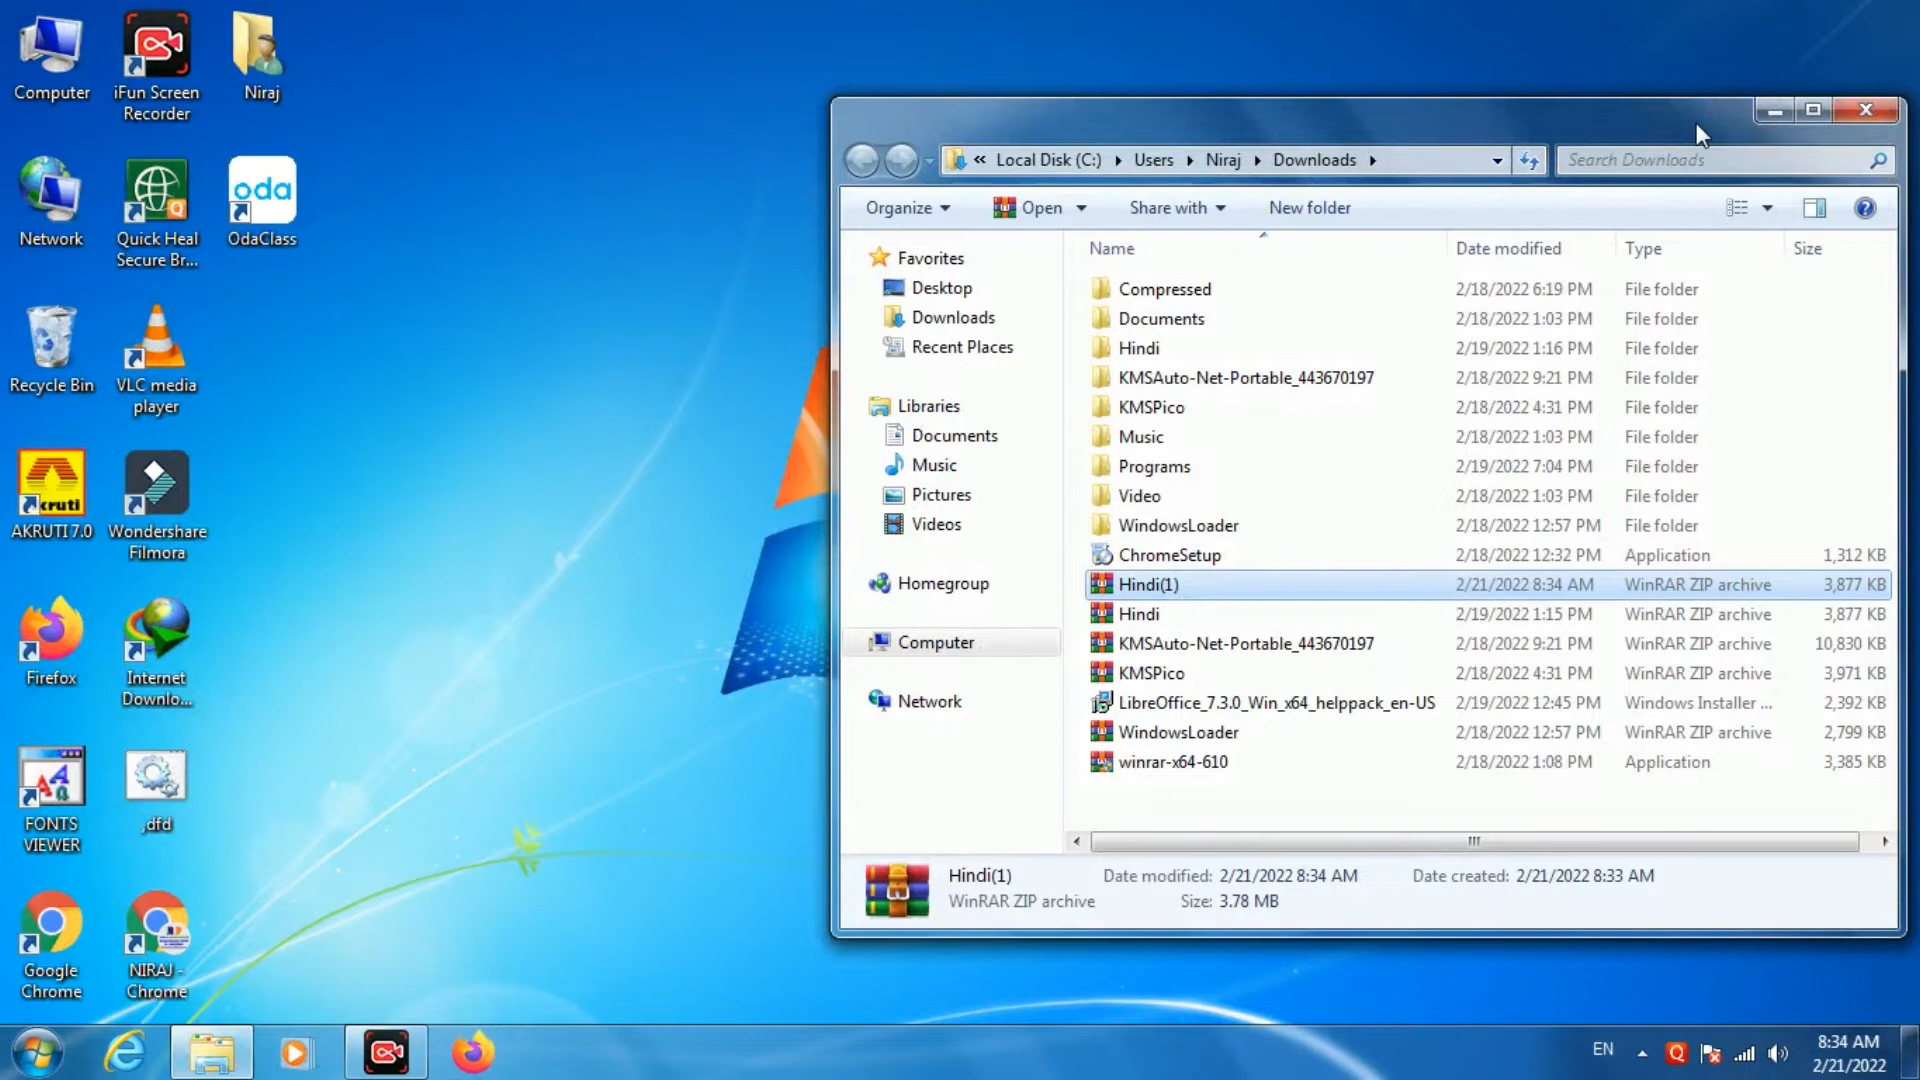 Computer
iFun Screen
Recorder
Niraj
Network
Quick Heal
Secure Br...
oda
OdaClass
Recycle Bin
VLC media
player
kruti
AKRUTI 7.0
Wondershare
Filmora
Firefox
Internet
Downlo...
FONTS
VIEWER
,dfd
Google
Chrome
NIRAJ -
Chrome
« Local Disk (C:) Users Niraj Downloads
Search Downloads
Organize Open Share with New folder
Favorites
Desktop
Downloads
Recent Places
Libraries
Documents
Music
Pictures
Videos
Homegroup
Computer
Network
Name Date modified Type Size
Compressed 2/18/2022 6:19 PM File folder
Documents 2/18/2022 1:03 PM File folder
Hindi 2/19/2022 1:16 PM File folder
KMSAuto-Net-Portable_443670197 2/18/2022 9:21 PM File folder
KMSPico 2/18/2022 4:31 PM File folder
Music 2/18/2022 1:03 PM File folder
Programs 2/19/2022 7:04 PM File folder
Video 2/18/2022 1:03 PM File folder
WindowsLoader 2/18/2022 12:57 PM File folder
ChromeSetup 2/18/2022 12:32 PM Application 1,312 KB
Hindi(1) 2/21/2022 8:34 AM WinRAR ZIP archive 3,877 KB
Hindi 2/19/2022 1:15 PM WinRAR ZIP archive 3,877 KB
KMSAuto-Net-Portable_443670197 2/18/2022 9:21 PM WinRAR ZIP archive 10,830 KB
KMSPico 2/18/2022 4:31 PM WinRAR ZIP archive 3,971 KB
LibreOffice_7.3.0_Win_x64_helppack_en-US 2/19/2022 12:45 PM Windows Installer ... 2,392 KB
WindowsLoader 2/18/2022 12:57 PM WinRAR ZIP archive 2,799 KB
winrar-x64-610 2/18/2022 1:08 PM Application 3,385 KB
Hindi(1) Date modified: 2/21/2022 8:34 AM Date created: 2/21/2022 8:33 AM
WinRAR ZIP archive Size: 3.78 MB
EN
8:34 AM
2/21/2022